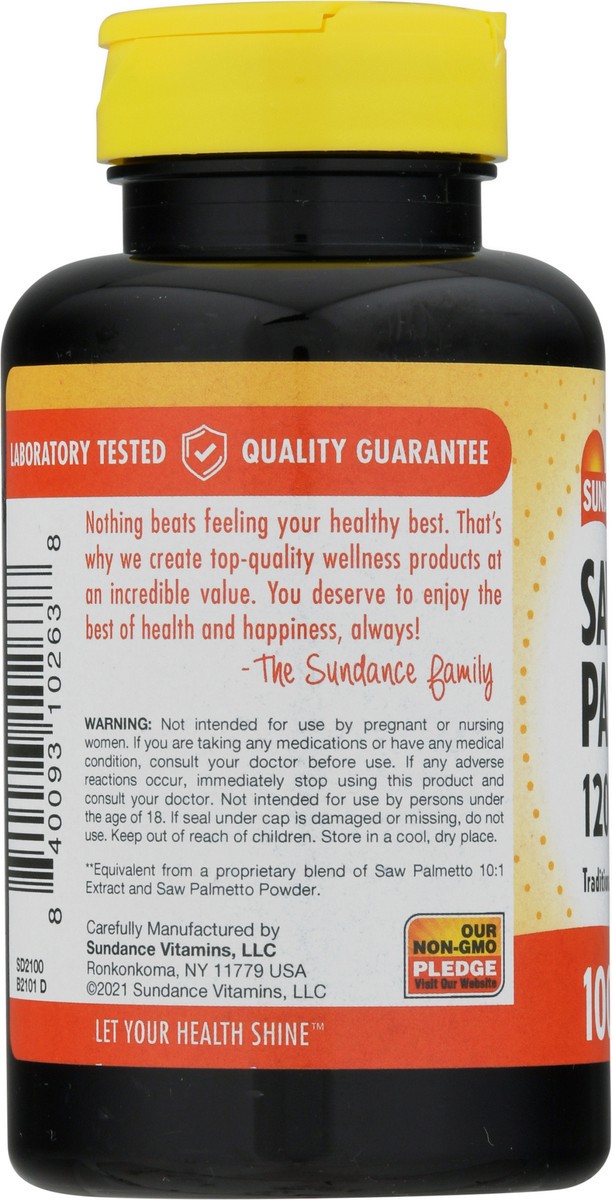 LABORATORY TESTED QUALITY GUARANTEE
Nothing beats feeling your healthy best. That's
why we create top-quality wellness products at
an incredible value. You deserve to enjoy the
best of health and happiness, always!
- The Sundance family
WARNING: Not intended for use by pregnant or nursing
women. If you are taking any medications or have any medical
condition, consult your doctor before use. If any adverse
reactions occur, immediately stop using this product and
consult your doctor. Not intended for use by persons under
the age of 18. If seal under cap is damaged or missing, do not
use. Keep out of reach of children. Store in a cool, dry place.
**Equivalent from a proprietary blend of Saw Palmetto 10:1
Extract and Saw Palmetto Powder.
Carefully Manufactured by
Sundance Vitamins, LLC
Ronkonkoma, NY 11779 USA
©2021 Sundance Vitamins, LLC
OUR
NON-GMO
PLEDGE
Visit Our Website
LET YOUR HEALTH SHINE™
8 40093 10263 8
SD2100
B2101 D
SUN
SA
PA
120
Tradition
100